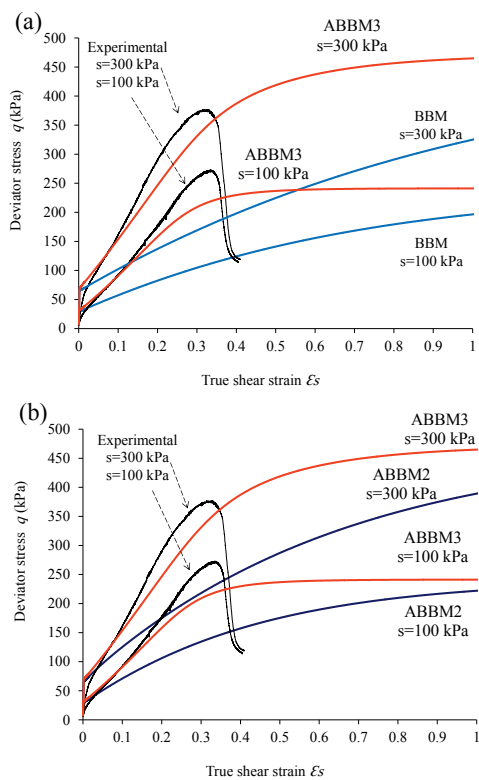 (a)
500
450
400
350
300
250
200
150
100
50
0
Deviator stress q (kPa)
Experimental
s=300 kPa
s=100 kPa
ABBM3
s=300 kPa
ABBM3
s=100 kPa
BBM
s=300 kPa
BBM
s=100 kPa
0 0.1 0.2 0.3 0.4 0.5 0.6 0.7 0.8 0.9 1
True shear strain Ɛs
(b)
500
450
400
350
300
250
200
150
100
50
0
Deviator stress q (kPa)
Experimental
s=300 kPa
s=100 kPa
ABBM3
s=300 kPa
ABBM2
s=300 kPa
ABBM3
s=100 kPa
ABBM2
s=100 kPa
0 0.1 0.2 0.3 0.4 0.5 0.6 0.7 0.8 0.9 1
True shear strain Ɛs